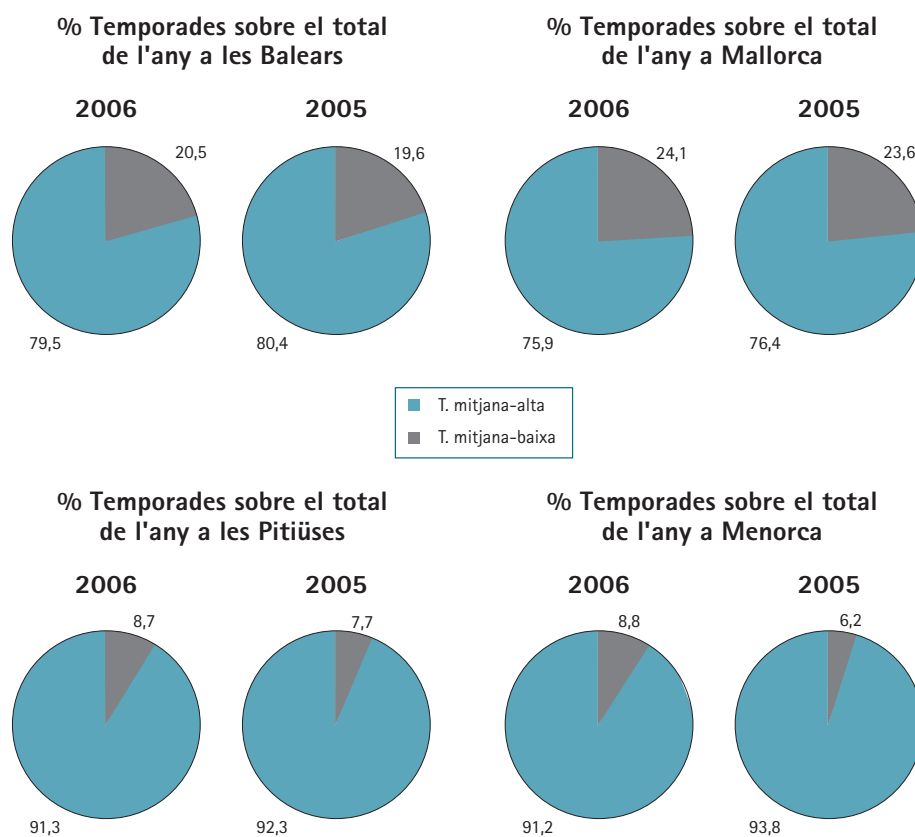 % Temporades sobre el total
de l'any a les Balears
2006
20,5
79,5
2005
19,6
80,4
% Temporades sobre el total
de l'any a Mallorca
2006
24,1
75,9
2005
23,6
76,4
T. mitjana-alta
T. mitjana-baixa
% Temporades sobre el total
de l'any a les Pitiüses
2006
8,7
91,3
2005
7,7
92,3
% Temporades sobre el total
de l'any a Menorca
2006
8,8
91,2
2005
6,2
93,8